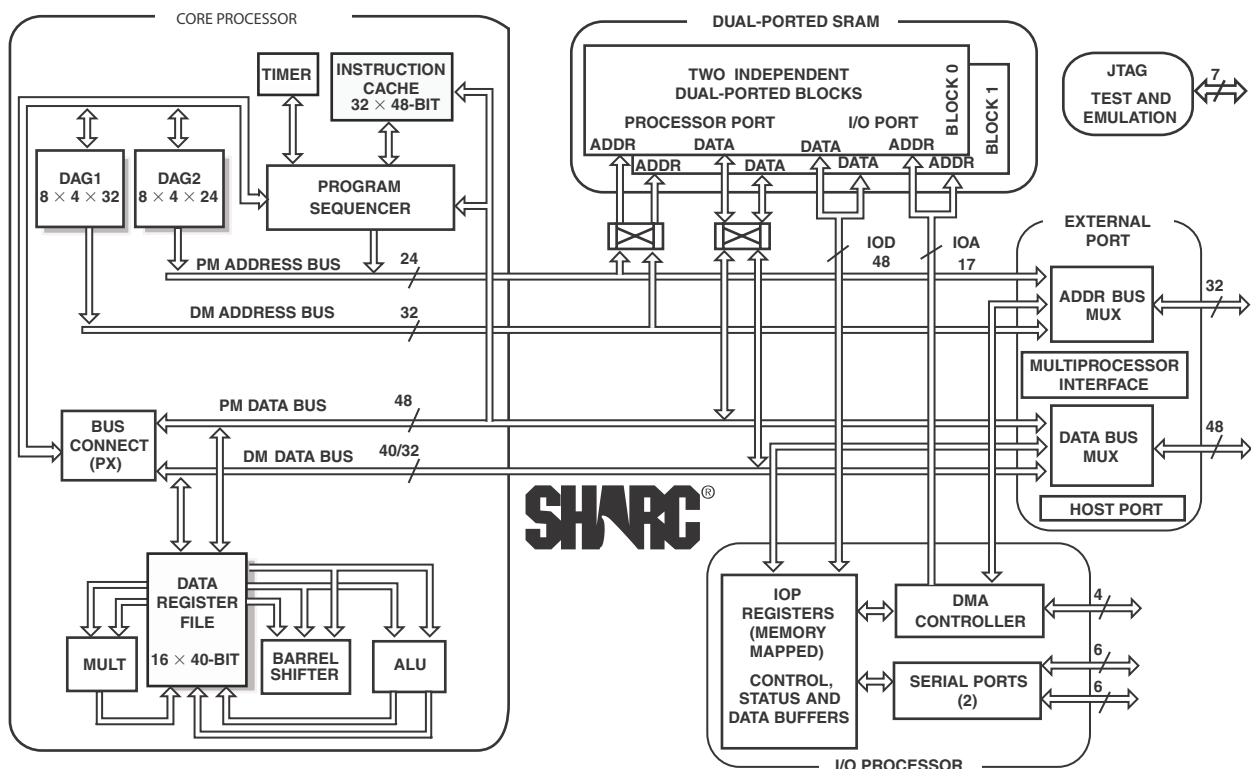 CORE PROCESSOR
TIMER
INSTRUCTION
CACHE
32 × 48-BIT
DAG1
8 × 4 × 32
DAG2
8 × 4 × 24
PROGRAM
SEQUENCER
PM ADDRESS BUS
24
DM ADDRESS BUS
32
PM DATA BUS
48
DM DATA BUS
40/32
BUS
CONNECT
(PX)
DATA
REGISTER
FILE
16 × 40-BIT
MULT
BARREL
SHIFTER
ALU
DUAL-PORTED SRAM
TWO INDEPENDENT
DUAL-PORTED BLOCKS
PROCESSOR PORT
I/O PORT
ADDR
DATA
DATA
ADDR
ADDR
DATA
DATA
ADDR
BLOCK 0
BLOCK 1
JTAG
TEST AND
EMULATION
7
IOD
48
IOA
17
EXTERNAL
PORT
ADDR BUS
MUX
32
MULTIPROCESSOR
INTERFACE
DATA BUS
MUX
48
HOST PORT
SHARC®
IOP
REGISTERS
(MEMORY
MAPPED)
CONTROL,
STATUS AND
DATA BUFFERS
DMA
CONTROLLER
4
SERIAL PORTS
(2)
6
6
I/O PROCESSOR